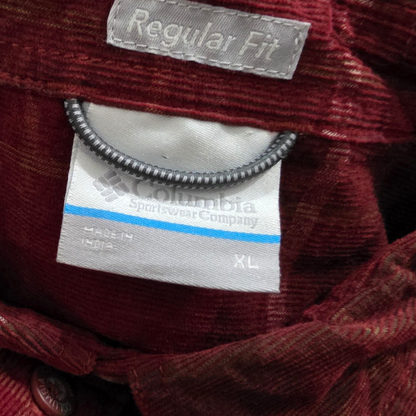 Regular Fit
Columbia
Sportswear Company
MADE IN
INDIA
XL